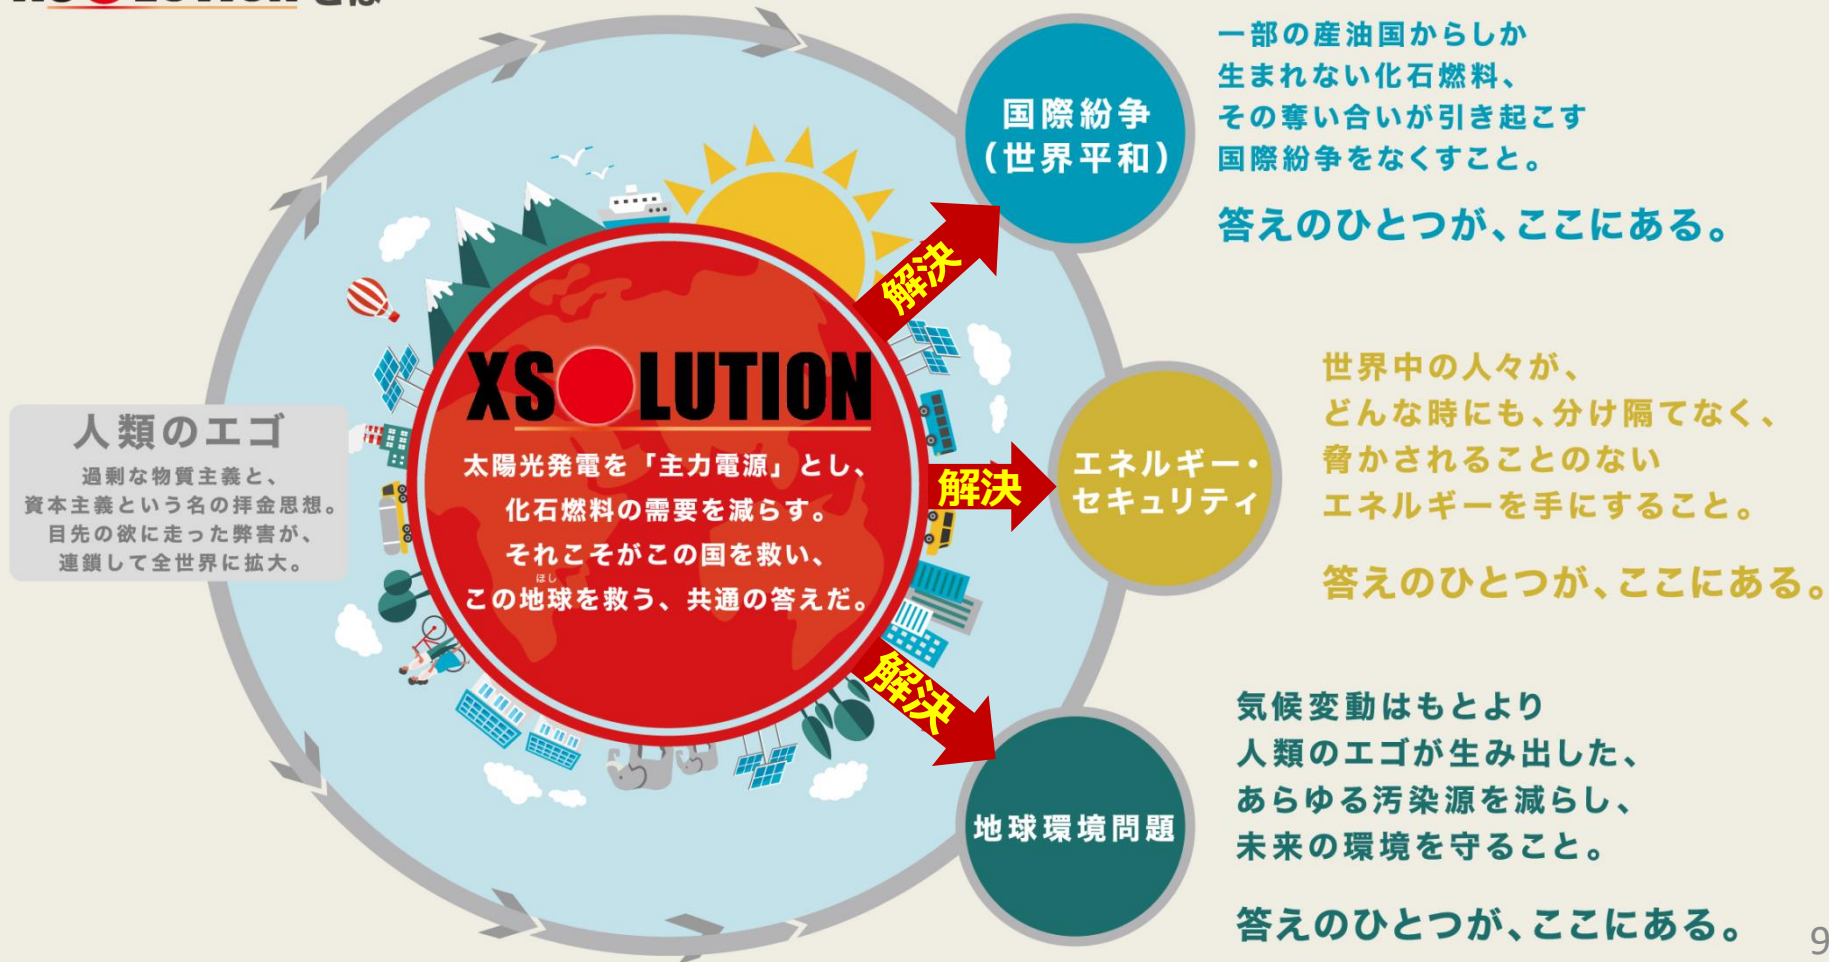 XSOLUTIONとは
一部の産油国からしか
生まれない化石燃料、
その奪い合いが引き起こす
国際紛争をなくすこと。
答えのひとつが、ここにある。
国際紛争
(世界平和)
解決
世界中の人々が、
どんな時にも、分け隔てなく、
脅かされることのない
エネルギーを手にすること。
答えのひとつが、ここにある。
エネルギー・
セキュリティ
解決
人類のエゴ
過剰な物質主義と、
資本主義という名の拝金思想。
目先の欲に走った弊害が、
連鎖して全世界に拡大。
XSOLUTION
太陽光発電を「主力電源」とし、
化石燃料の需要を減らす。
それこそがこの国を救い、
ほし
この地球を救う、共通の答えだ。
解決
地球環境問題
気候変動はもとより
人類のエゴが生み出した、
あらゆる汚染源を減らし、
未来の環境を守ること。
答えのひとつが、ここにある。
9